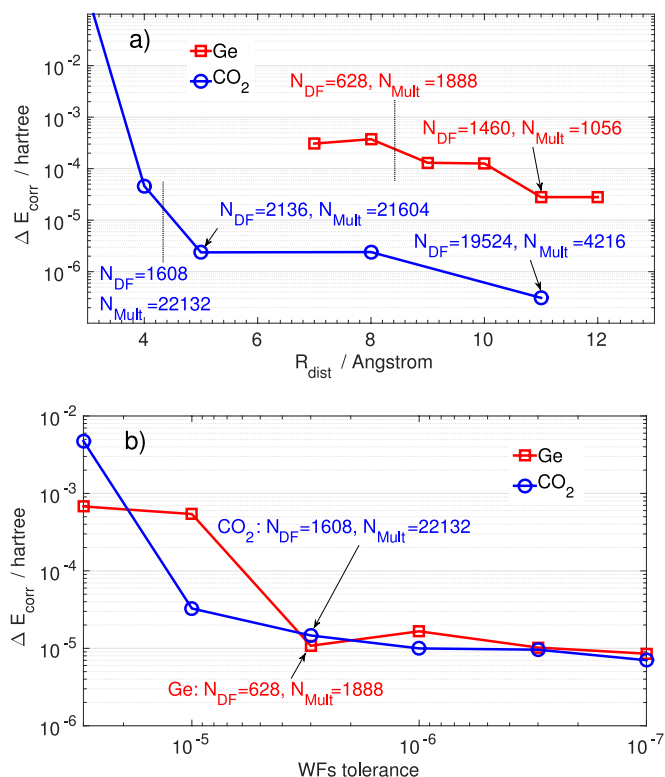 a)
Ge
CO₂
N_DF=628, N_Mult=1888
N_DF=1460, N_Mult=1056
N_DF=2136, N_Mult=21604
N_DF=19524, N_Mult=4216
N_DF=1608
N_Mult=22132
10⁻²
10⁻³
10⁻⁴
10⁻⁵
10⁻⁶
Δ E_corr / hartree
4 6 8 10 12
R_dist / Angstrom
b)
Ge
CO₂
CO₂: N_DF=1608, N_Mult=22132
Ge: N_DF=628, N_Mult=1888
10⁻²
10⁻³
10⁻⁴
10⁻⁵
10⁻⁶
Δ E_corr / hartree
10⁻⁵ 10⁻⁶ 10⁻⁷
WFs tolerance